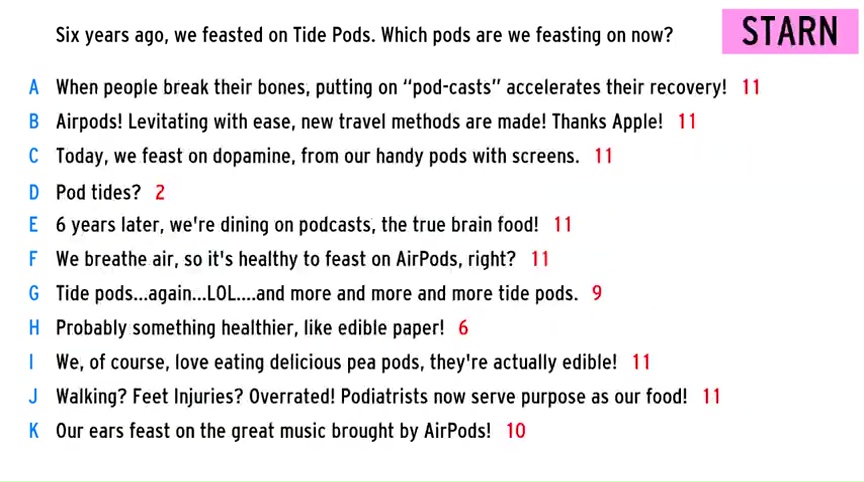 Six years ago, we feasted on Tide Pods. Which pods are we feasting on now?
STARN
A When people break their bones, putting on “pod-casts” accelerates their recovery! 11
B Airpods! Levitating with ease, new travel methods are made! Thanks Apple! 11
C Today, we feast on dopamine, from our handy pods with screens. 11
D Pod tides? 2
E 6 years later, we're dining on podcasts, the true brain food! 11
F We breathe air, so it's healthy to feast on AirPods, right? 11
G Tide pods...again...LOL....and more and more and more tide pods. 9
H Probably something healthier, like edible paper! 6
I We, of course, love eating delicious pea pods, they're actually edible! 11
J Walking? Feet Injuries? Overrated! Podiatrists now serve purpose as our food! 11
K Our ears feast on the great music brought by AirPods! 10